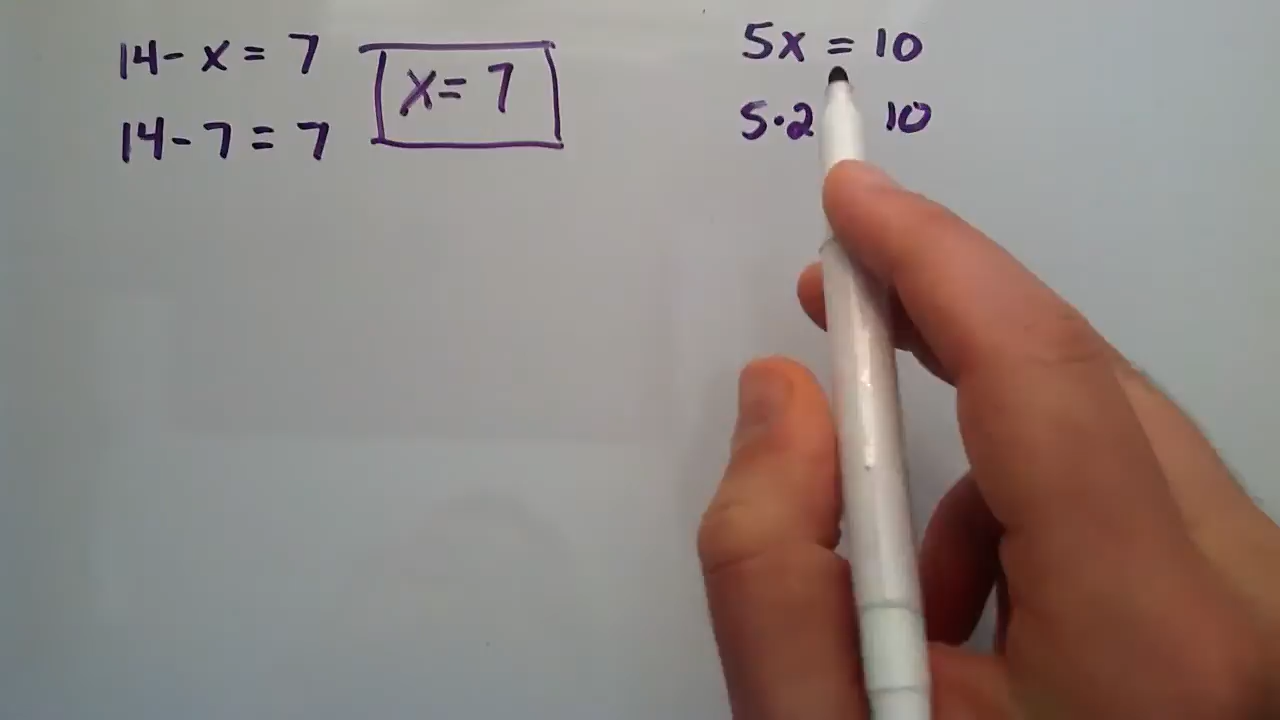 14 - x = 7
14 - 7 = 7
x = 7
5x = 10
5·2 10